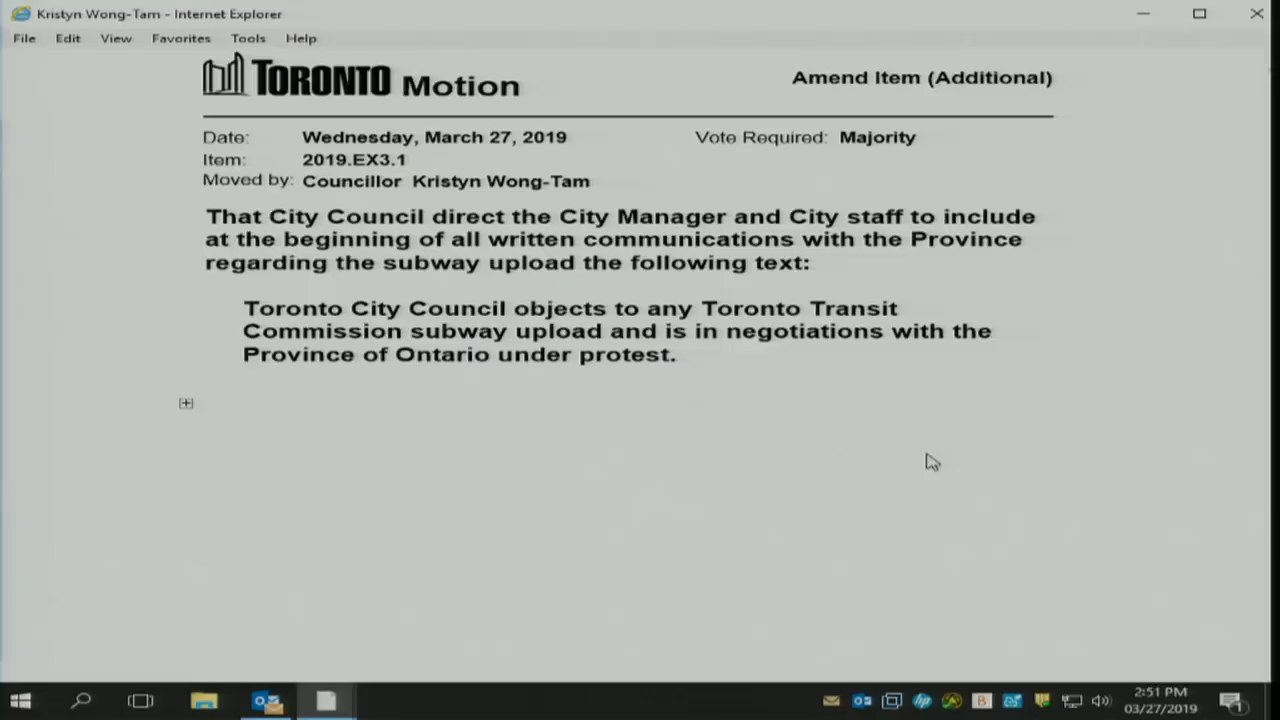 Kristyn Wong-Tam - Internet Explorer
File Edit View Favorites Tools Help
TORONTO Motion
Amend Item (Additional)
Date: Wednesday, March 27, 2019
Vote Required: Majority
Item: 2019.EX3.1
Moved by: Councillor Kristyn Wong-Tam
That City Council direct the City Manager and City staff to include
at the beginning of all written communications with the Province
regarding the subway upload the following text:
Toronto City Council objects to any Toronto Transit
Commission subway upload and is in negotiations with the
Province of Ontario under protest.
2:51 PM
03/27/2019